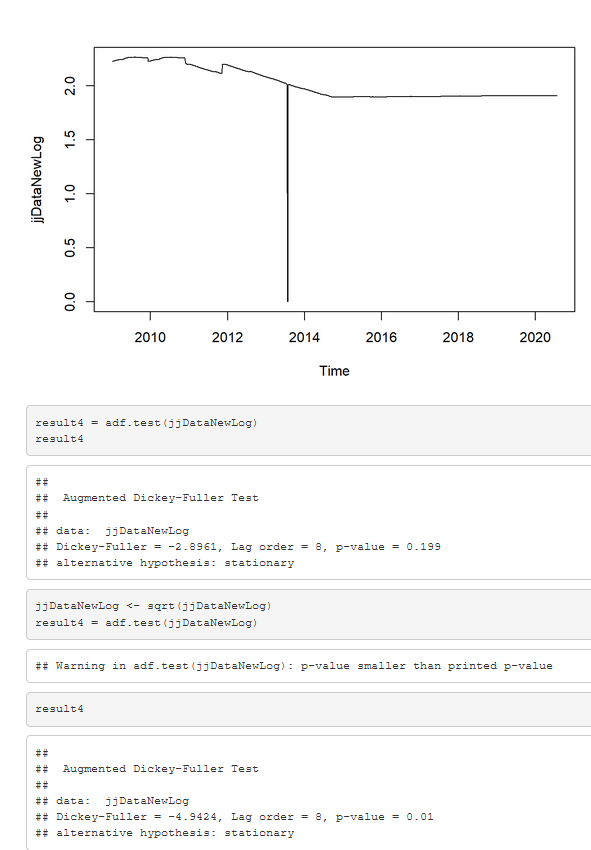 jjDataNewLog
2.0
1.5
1.0
0.5
0.0
2010 2012 2014 2016 2018 2020
Time
result4 = adf.test(jjDataNewLog)
result4
##
##  Augmented Dickey-Fuller Test
##
## data:  jjDataNewLog
## Dickey-Fuller = -2.8961, Lag order = 8, p-value = 0.199
## alternative hypothesis: stationary
jjDataNewLog <- sqrt(jjDataNewLog)
result4 = adf.test(jjDataNewLog)
## Warning in adf.test(jjDataNewLog): p-value smaller than printed p-value
result4
##
##  Augmented Dickey-Fuller Test
##
## data:  jjDataNewLog
## Dickey-Fuller = -4.9424, Lag order = 8, p-value = 0.01
## alternative hypothesis: stationary